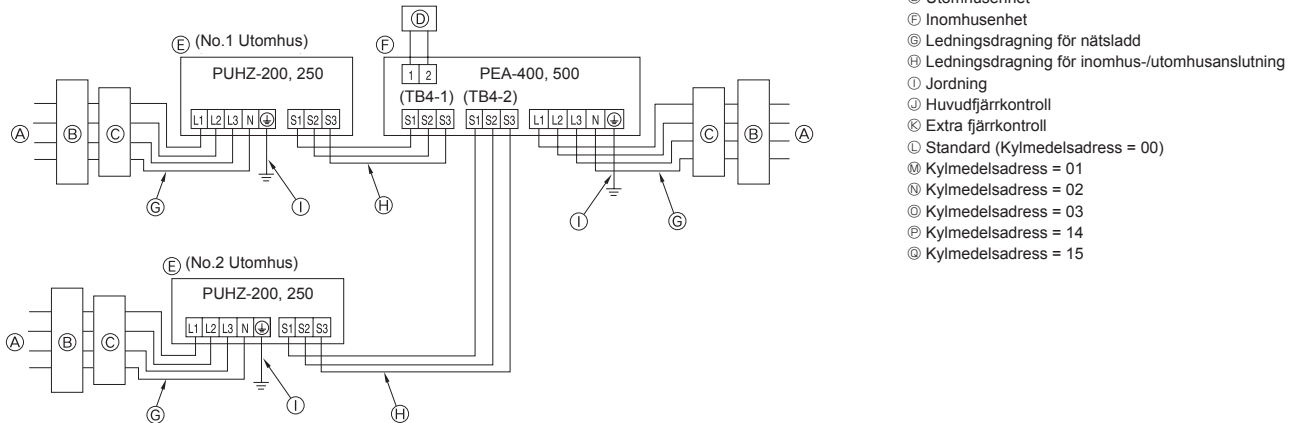 Ⓓ
Ⓔ (No.1 Utomhus)
Ⓕ
PUHZ-200, 250
1 2
PEA-400, 500
(TB4-1) (TB4-2)
L1 L2 L3 N S1 S2 S3
S1 S2 S3 S1 S2 S3 L1 L2 L3 N
Ⓐ Ⓑ Ⓒ
Ⓒ Ⓑ Ⓐ
Ⓖ Ⓘ Ⓗ Ⓘ Ⓖ
Ⓔ (No.2 Utomhus)
PUHZ-200, 250
L1 L2 L3 N S1 S2 S3
Ⓐ Ⓑ Ⓒ
Ⓖ Ⓘ Ⓗ
Ⓕ Inomhusenhet
Ⓖ Ledningsdragning för nätsladd
Ⓗ Ledningsdragning för inomhus-/utomhusanslutning
Ⓘ Jordning
Ⓙ Huvudfjärrkontroll
Ⓚ Extra fjärrkontroll
Ⓛ Standard (Kylmedelsadress = 00)
Ⓜ Kylmedelsadress = 01
Ⓝ Kylmedelsadress = 02
Ⓞ Kylmedelsadress = 03
Ⓟ Kylmedelsadress = 14
Ⓠ Kylmedelsadress = 15